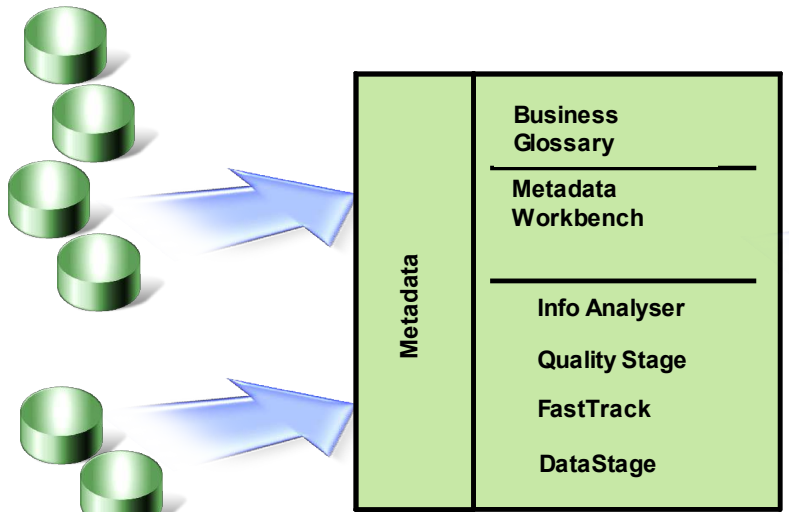 Metadata
Business
Glossary
Metadata
Workbench
Info Analyser
Quality Stage
FastTrack
DataStage